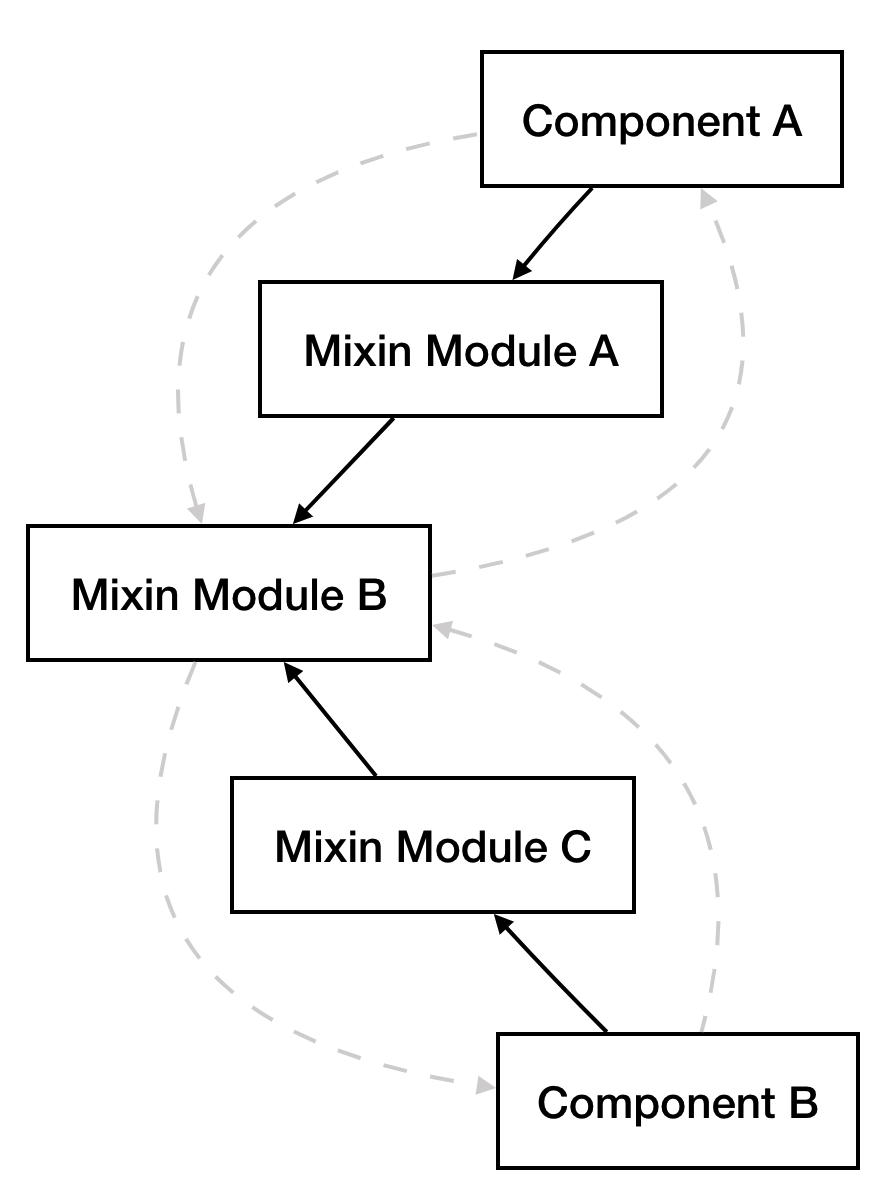 Component A
Mixin Module A
Mixin Module B
Mixin Module C
Component B